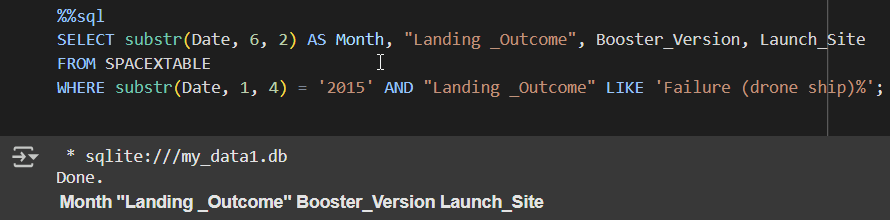 %%sql
SELECT substr(Date, 6, 2) AS Month, "Landing _Outcome", Booster_Version, Launch_Site
FROM SPACEXTABLE
WHERE substr(Date, 1, 4) = '2015' AND "Landing _Outcome" LIKE 'Failure (drone ship)%';
* sqlite:///my_data1.db
Done.
Month "Landing _Outcome" Booster_Version Launch_Site